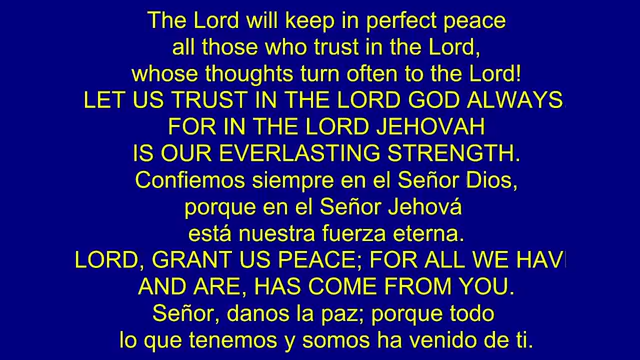 The Lord will keep in perfect peace
all those who trust in the Lord,
whose thoughts turn often to the Lord!
LET US TRUST IN THE LORD GOD ALWAYS
FOR IN THE LORD JEHOVAH
IS OUR EVERLASTING STRENGTH.
Confiemos siempre en el Señor Dios,
porque en el Señor Jehová
está nuestra fuerza eterna.
LORD, GRANT US PEACE; FOR ALL WE HAV
AND ARE, HAS COME FROM YOU.
Señor, danos la paz; porque todo
lo que tenemos y somos ha venido de ti.